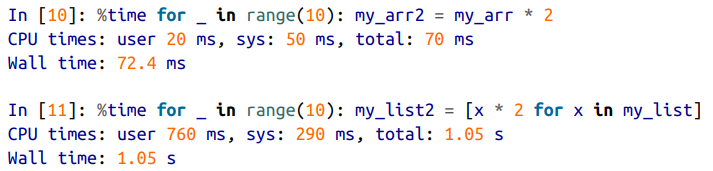 In [10]: %time for _ in range(10): my_arr2 = my_arr * 2
CPU times: user 20 ms, sys: 50 ms, total: 70 ms
Wall time: 72.4 ms
In [11]: %time for _ in range(10): my_list2 = [x * 2 for x in my_list]
CPU times: user 760 ms, sys: 290 ms, total: 1.05 s
Wall time: 1.05 s